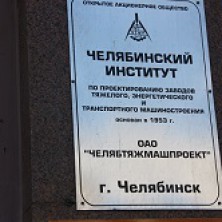 ОТКРЫТОЕ АКЦИОНЕРНОЕ ОБЩЕСТВО
ЧЕЛЯБИНСКИЙ
ИНСТИТУТ
ПО ПРОЕКТИРОВАНИЮ ЗАВОДОВ
ТЯЖЕЛОГО, ЭНЕРГЕТИЧЕСКОГО
И
ТРАНСПОРТНОГО МАШИНОСТРОЕНИЯ
основан в 1953 г.
ОАО
"ЧЕЛЯБТЯЖМАШПРОЕКТ"
г. Челябинск